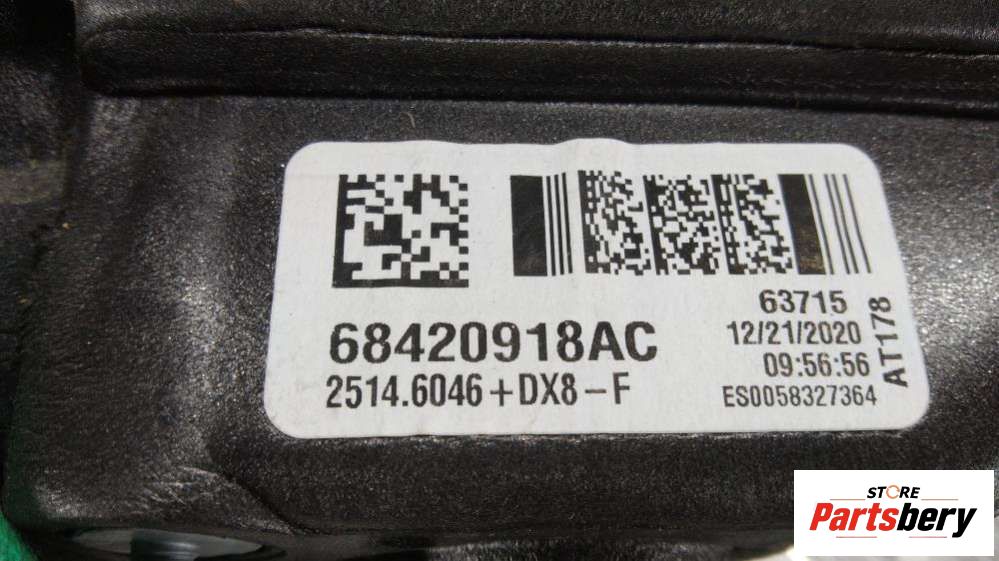 63715
68420918AC
12/21/2020
09:56:56
2514.6046+DX8-F
ES0058327364
AT178
STORE
Partsbery